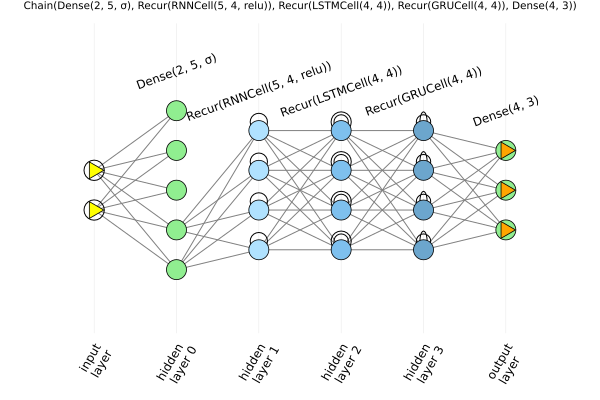 Chain(Dense(2, 5, σ), Recur(RNNCell(5, 4, relu)), Recur(LSTMCell(4, 4)), Recur(GRUCell(4, 4)), Dense(4, 3))
Dense(2, 5, σ)
Recur(RNNCell(5, 4, relu))
Recur(LSTMCell(4, 4))
Recur(GRUCell(4, 4))
Dense(4, 3)
input
layer
hidden
layer 0
hidden
layer 1
hidden
layer 2
hidden
layer 3
output
layer